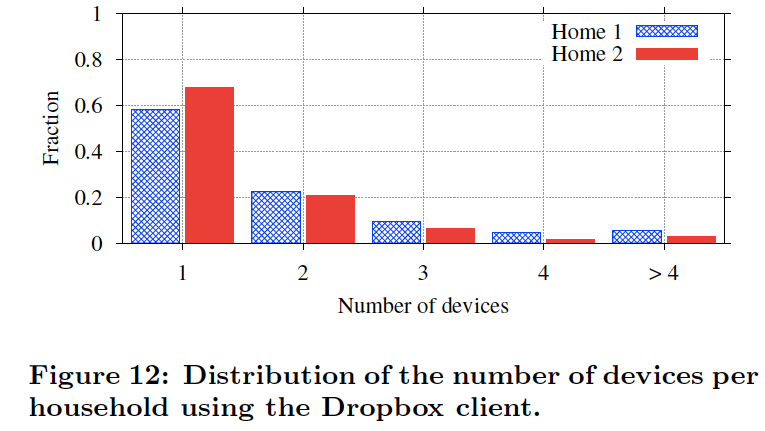 1
0.8
0.6
0.4
0.2
0
Fraction
Home 1
Home 2
1 2 3 4 > 4
Number of devices
Figure 12: Distribution of the number of devices per
household using the Dropbox client.